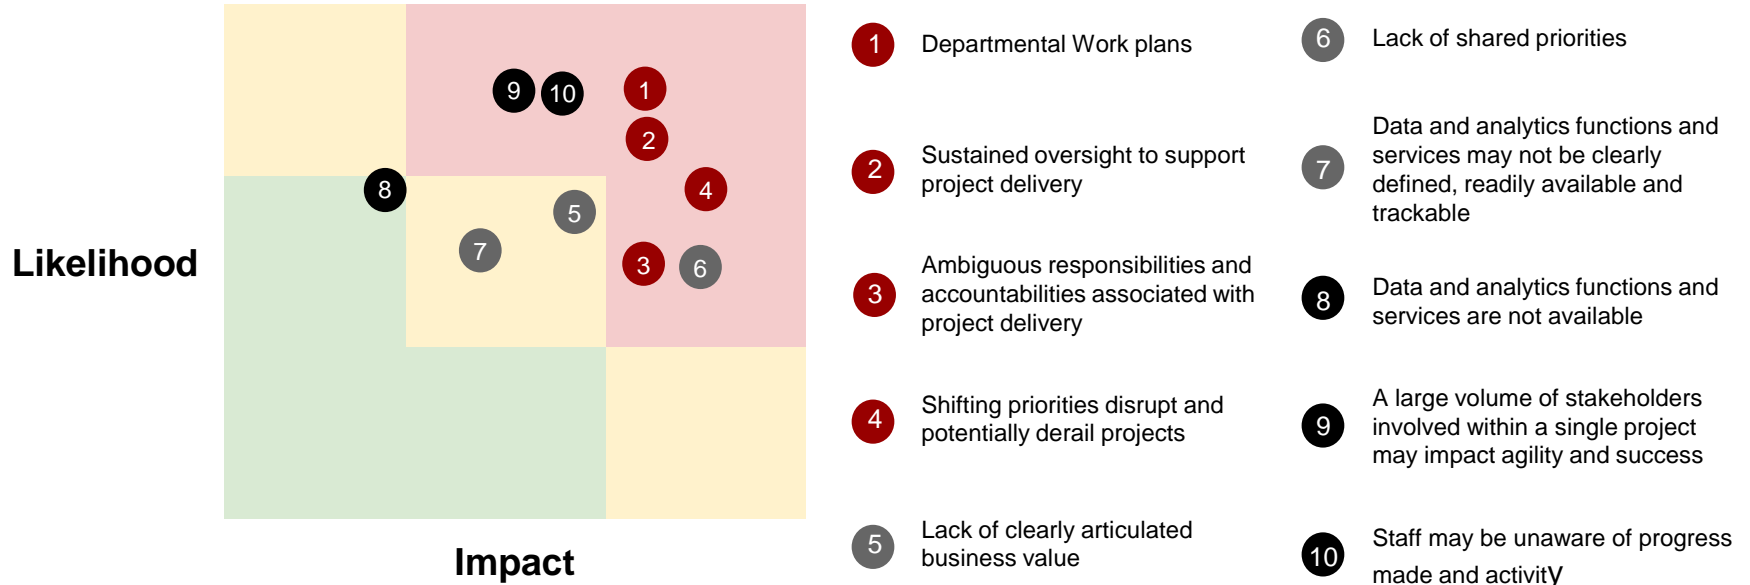 Likelihood
Impact
9
10
1
2
8
4
5
7
3
6
1
Departmental Work plans
2
Sustained oversight to support
project delivery
3
Ambiguous responsibilities and
accountabilities associated with
project delivery
4
Shifting priorities disrupt and
potentially derail projects
5
Lack of clearly articulated
business value
6
Lack of shared priorities
7
Data and analytics functions and
services may not be clearly
defined, readily available and
trackable
8
Data and analytics functions and
services are not available
9
A large volume of stakeholders
involved within a single project
may impact agility and success
10
Staff may be unaware of progress
made and activity